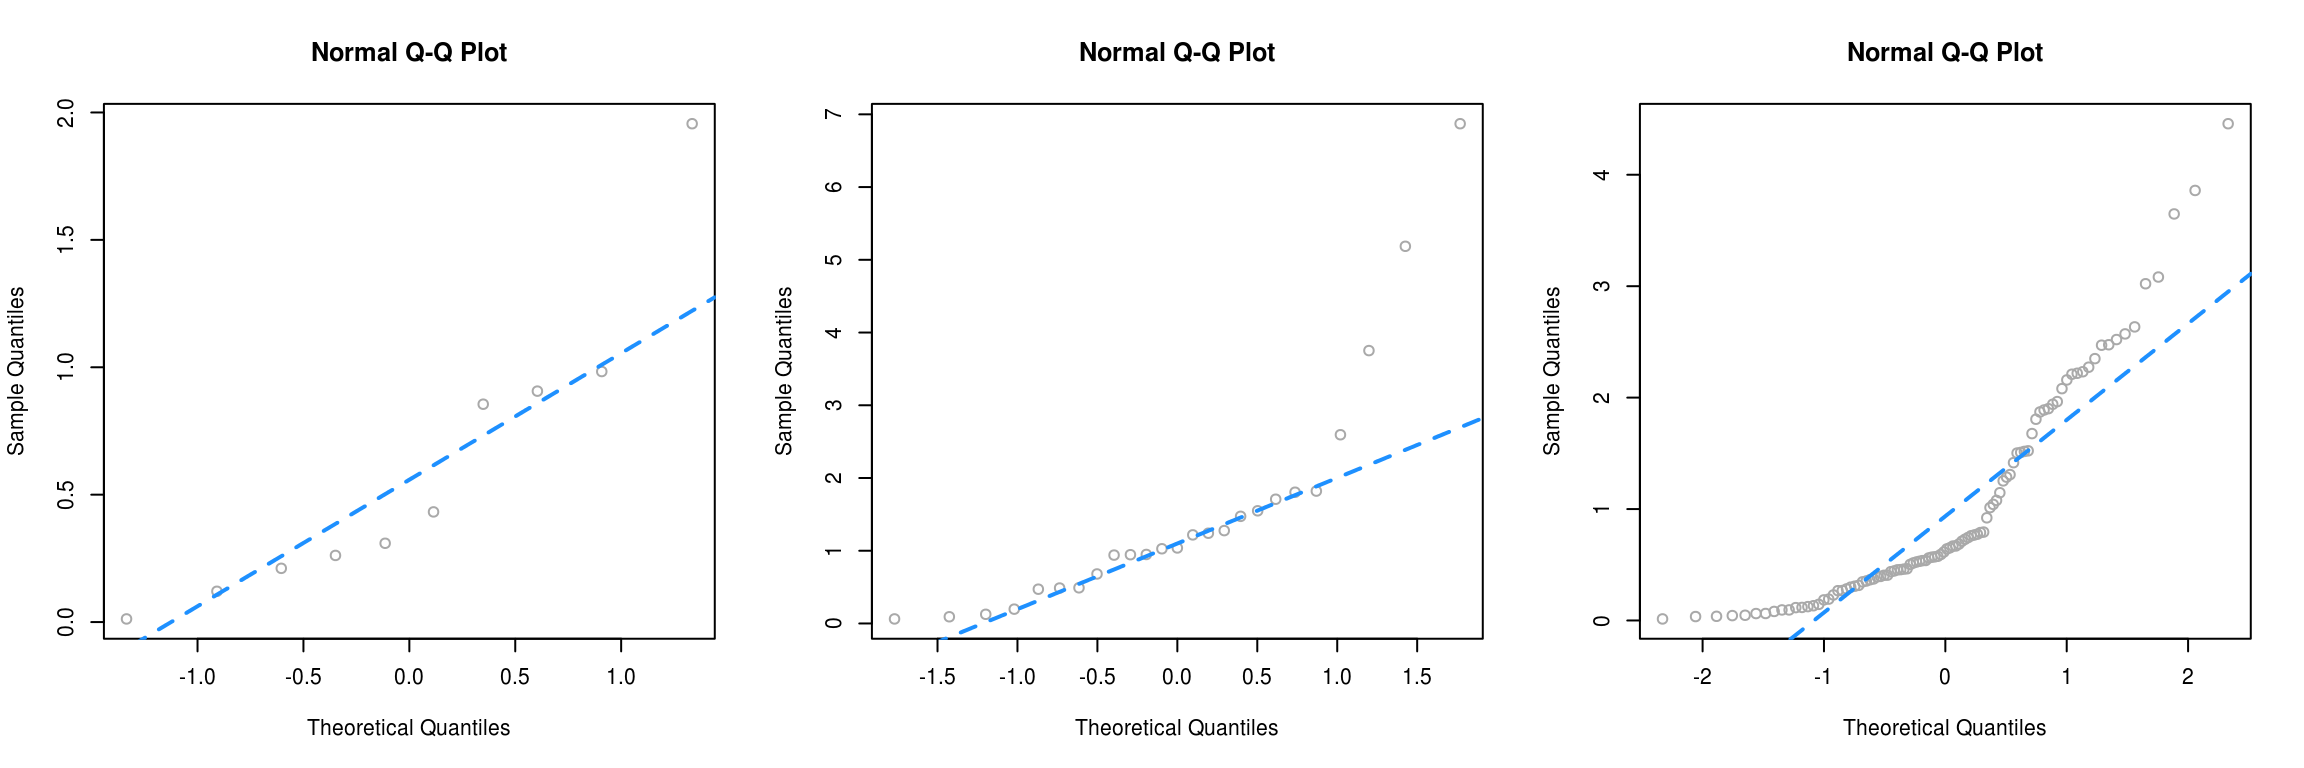 Normal Q-Q Plot
Sample Quantiles
2.0
1.5
1.0
0.5
0.0
-1.0 -0.5 0.0 0.5 1.0
Theoretical Quantiles
Normal Q-Q Plot
Sample Quantiles
7
6
5
4
3
2
1
0
-1.5 -1.0 -0.5 0.0 0.5 1.0 1.5
Theoretical Quantiles
Normal Q-Q Plot
Sample Quantiles
4
3
2
1
0
-2 -1 0 1 2
Theoretical Quantiles